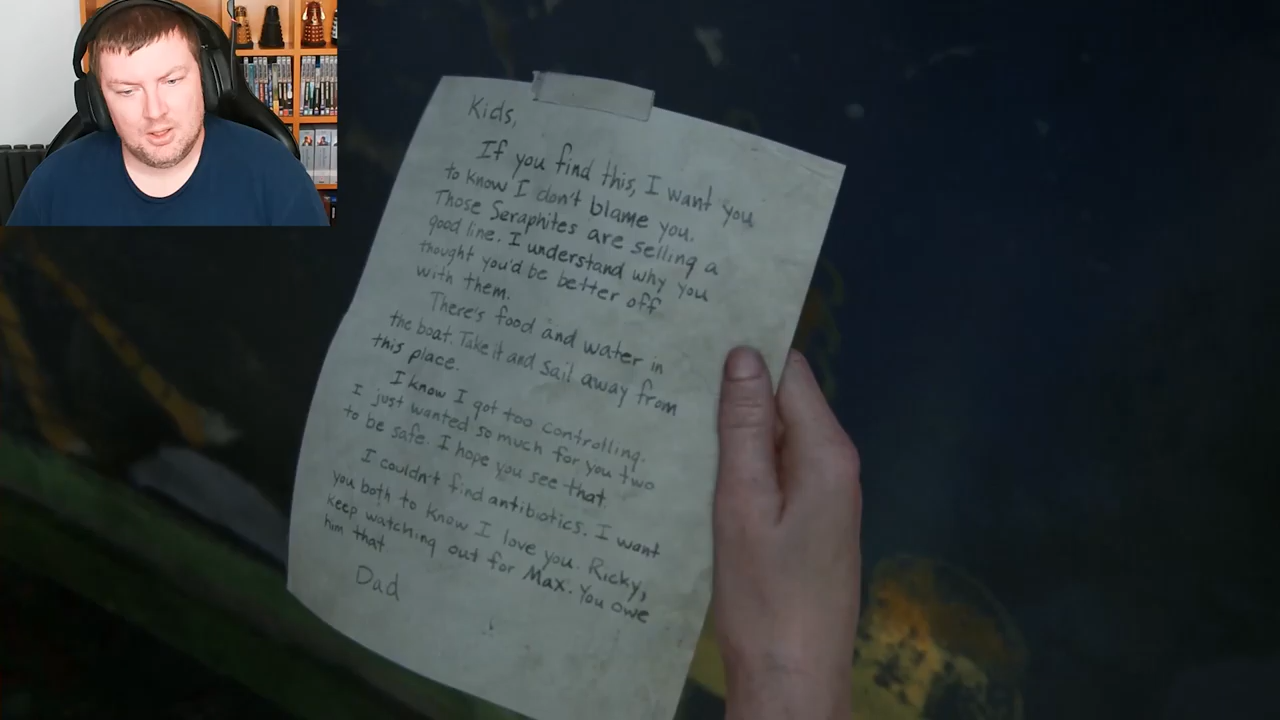 Kids,
If you find this, I want you
to know I don't blame you.
Those Seraphites are selling a
good line. I understand why you
thought you'd be better off
with them.
There's food and water in
the boat. Take it and sail away from
this place.
I know I got too controlling.
I just wanted so much for you two
to be safe. I hope you see that.
I couldn't find antibiotics. I want
you both to know I love you. Ricky,
keep watching out for Max. You owe
him that
Dad